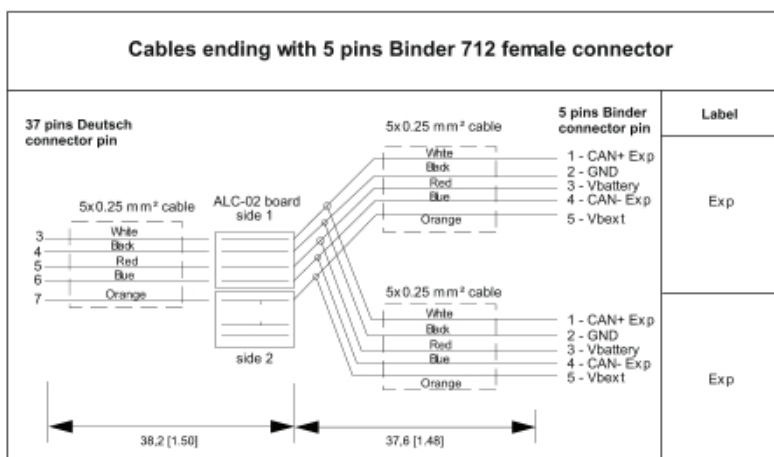 Cables ending with 5 pins Binder 712 female connector
37 pins Deutsch
connector pin
5 pins Binder
connector pin
Label
5x0.25 mm² cable
White
Black
Red
Blue
Orange
1 - CAN+ Exp
2 - GND
3 - Vbattery
4 - CAN- Exp
5 - Vbext
Exp
ALC-02 board
side 1
5x0.25 mm² cable
3 White
4 Black
5 Red
6 Blue
7 Orange
side 2
5x0.25 mm² cable
White
Black
Red
Blue
Orange
1 - CAN+ Exp
2 - GND
3 - Vbattery
4 - CAN- Exp
5 - Vbext
Exp
38,2 [1.50]
37,6 [1.48]